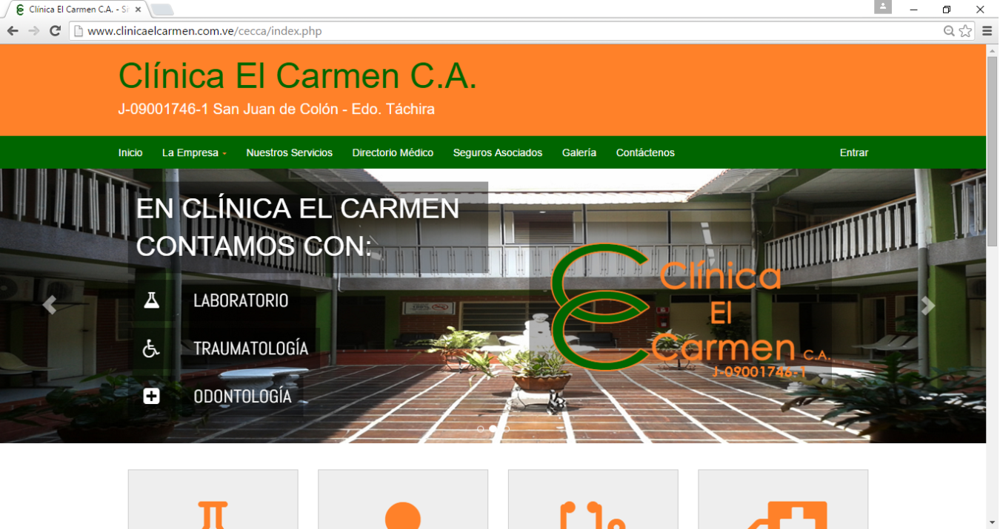 Clínica El Carmen C.A. - Si
www.clinicaelcarmen.com.ve/cecca/index.php
Clínica El Carmen C.A.
J-09001746-1 San Juan de Colón - Edo. Táchira
Inicio La Empresa Nuestros Servicios Directorio Médico Seguros Asociados Galería Contáctenos Entrar
EN CLÍNICA EL CARMEN
CONTAMOS CON:
LABORATORIO
TRAUMATOLOGÍA
ODONTOLOGÍA
Clínica
El
Carmen C.A.
J-09001746-1